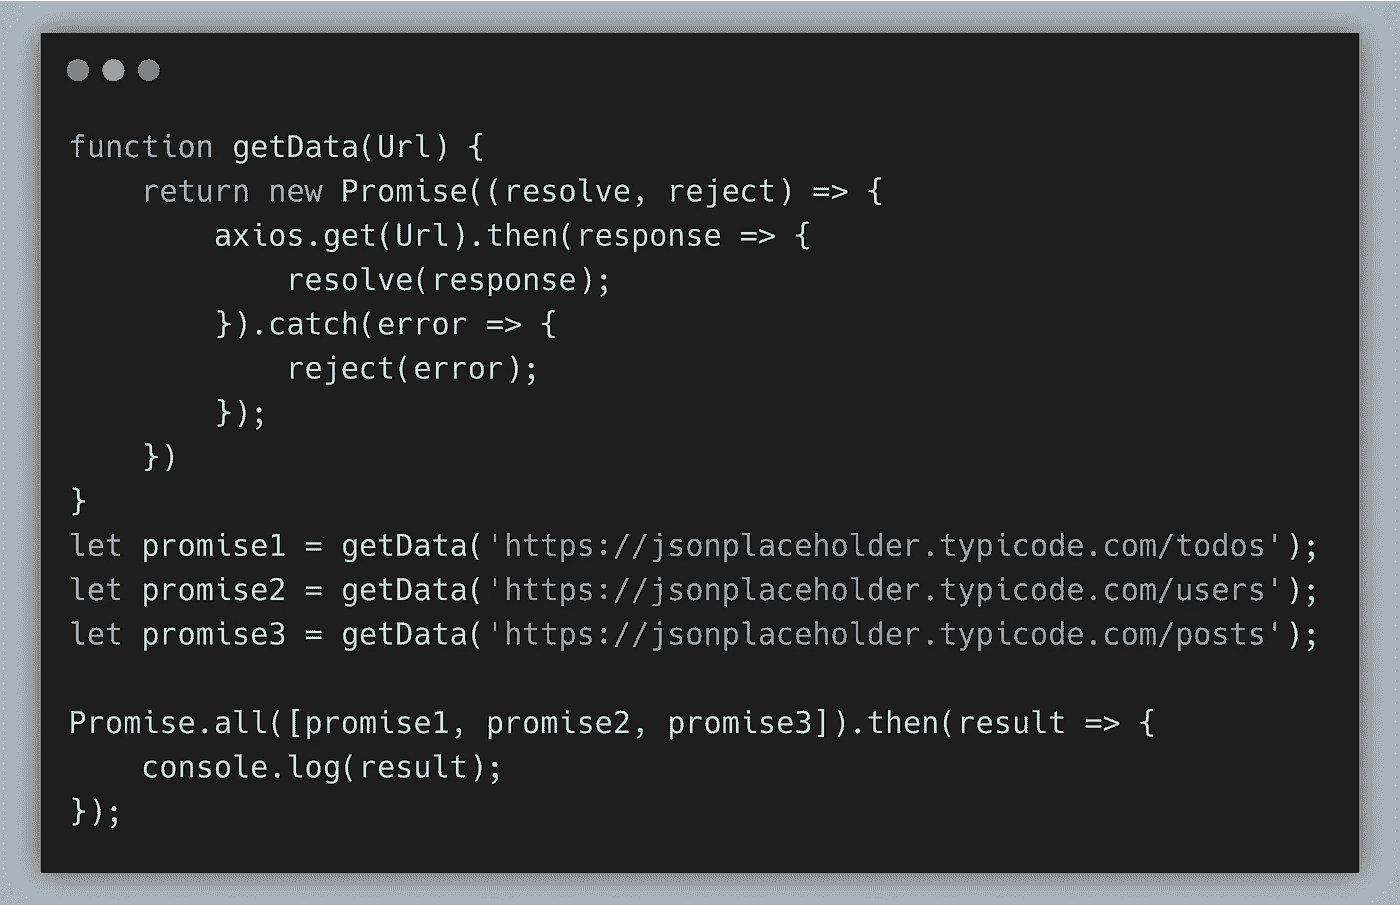 function getData(Url) {
    return new Promise((resolve, reject) => {
        axios.get(Url).then(response => {
            resolve(response);
        }).catch(error => {
            reject(error);
        });
    })
}
let promise1 = getData('https://jsonplaceholder.typicode.com/todos');
let promise2 = getData('https://jsonplaceholder.typicode.com/users');
let promise3 = getData('https://jsonplaceholder.typicode.com/posts');

Promise.all([promise1, promise2, promise3]).then(result => {
    console.log(result);
});